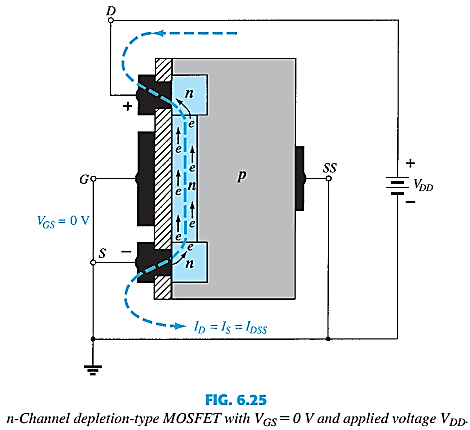 D
n
+
e
e
e
e
n
e
e
e
e
n
p
G
SS
+
V_DD
−
V_GS = 0 V
S
−
I_D = I_S = I_DSS
FIG. 6.25
n-Channel depletion-type MOSFET with V_GS = 0 V and applied voltage V_DD.